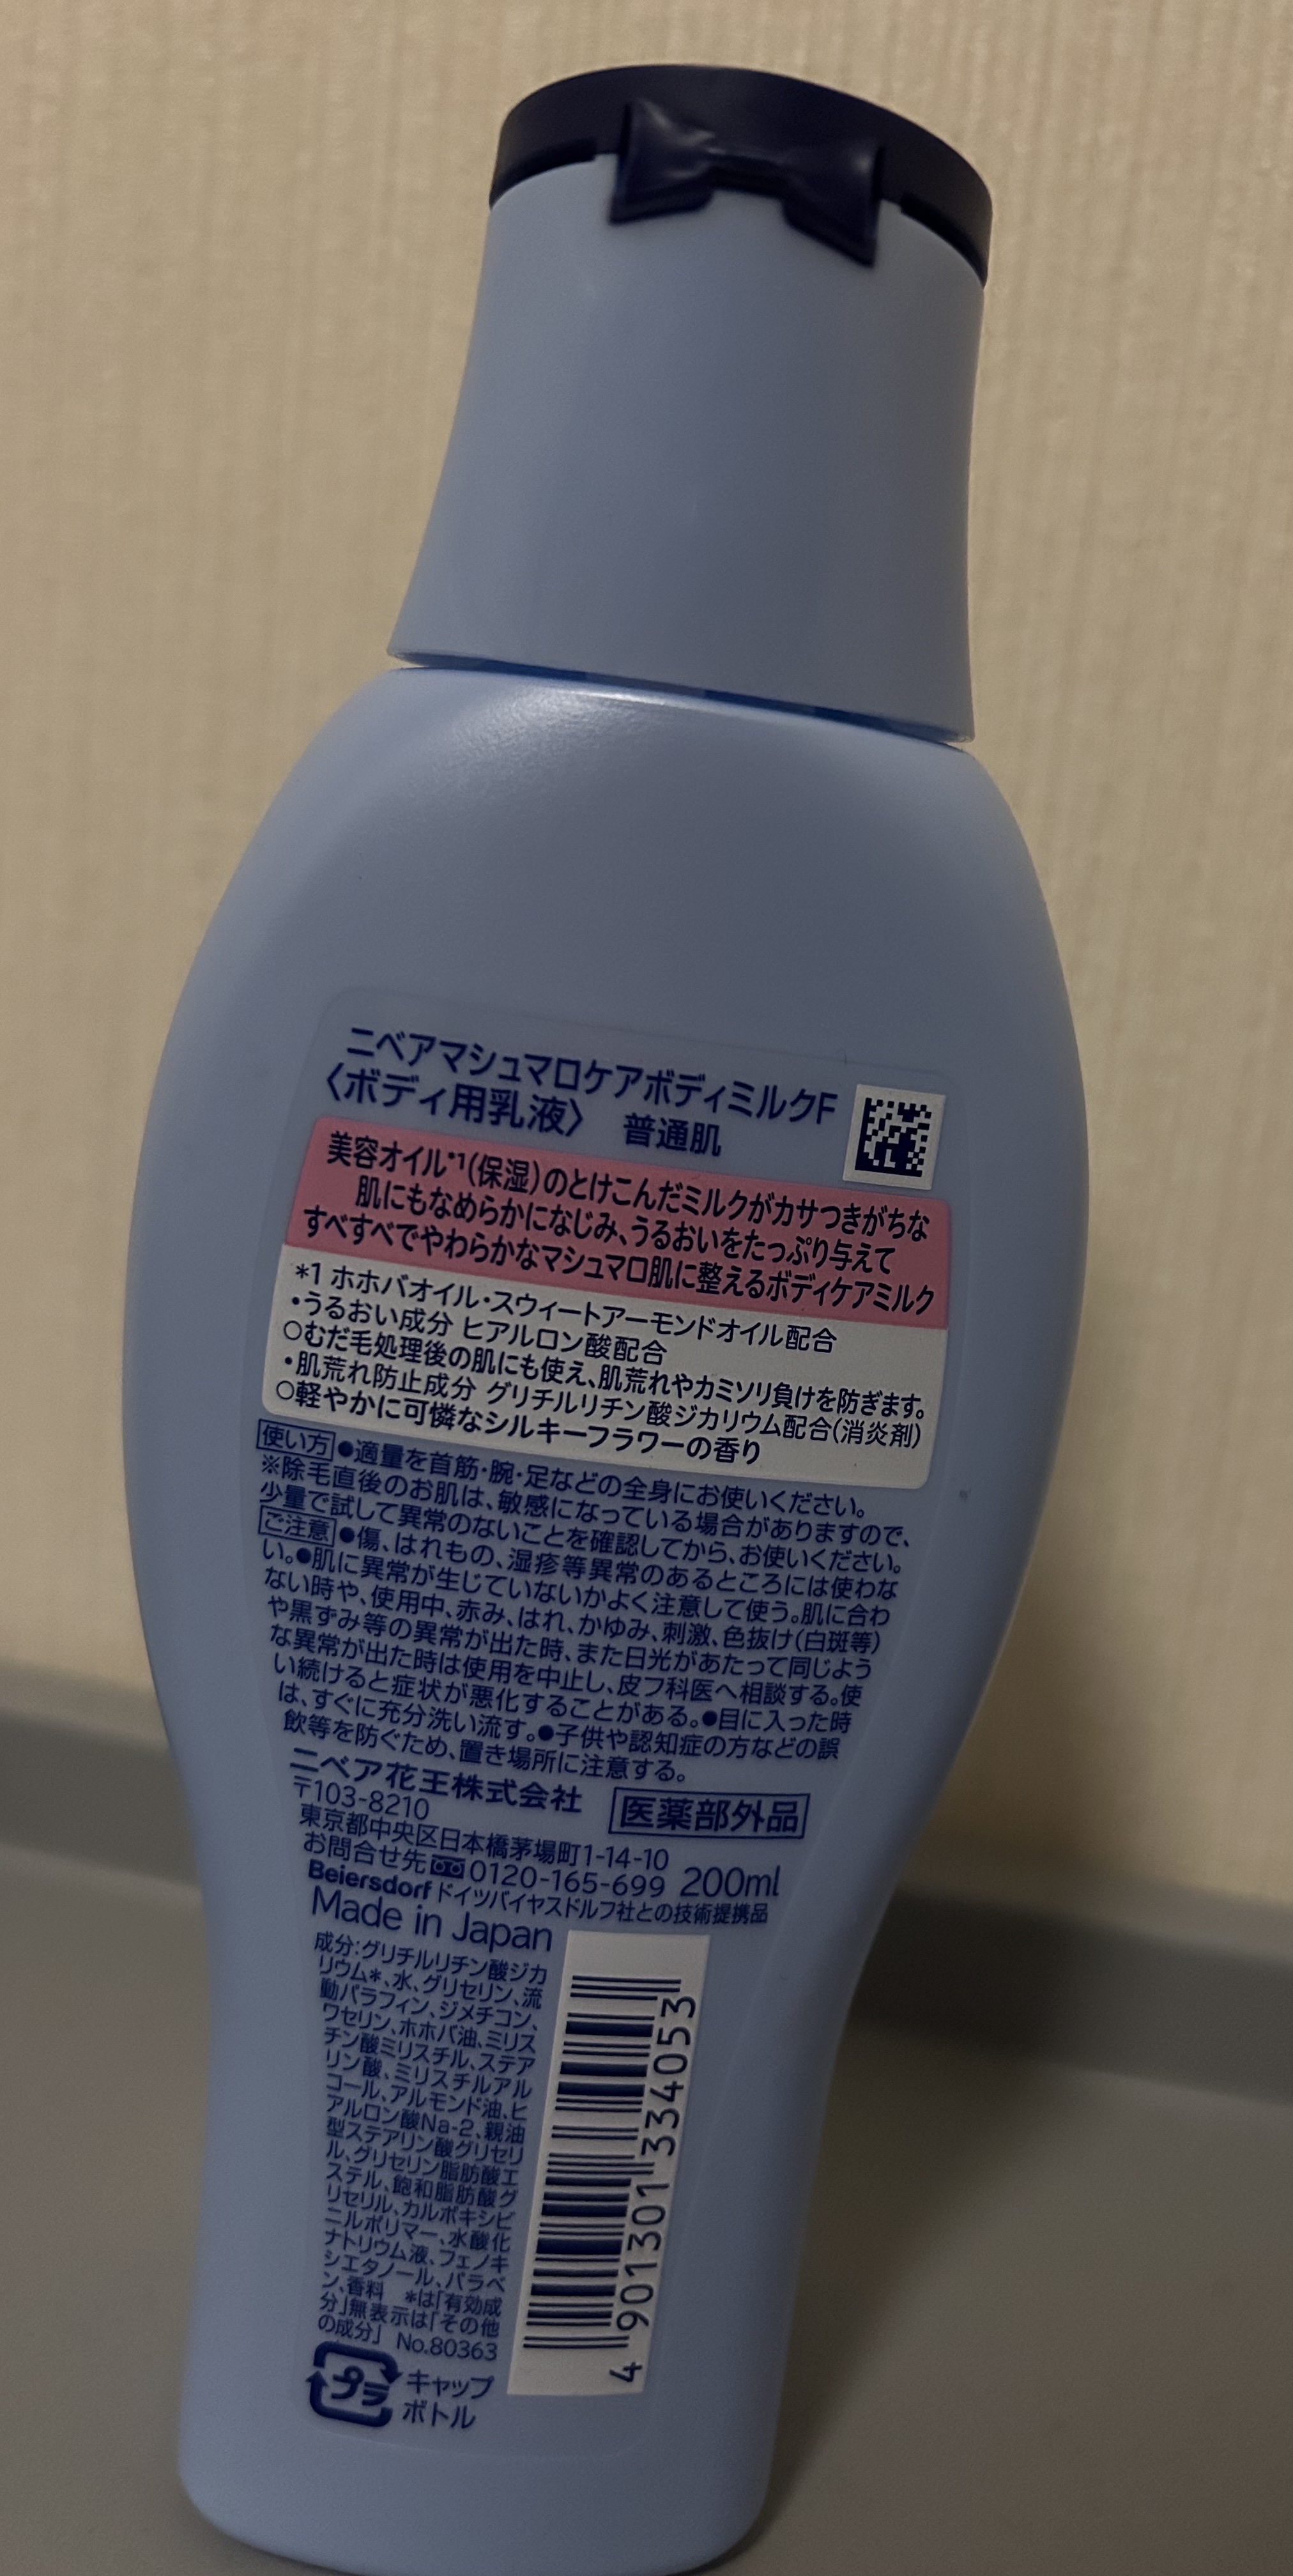 ニベアマシュマロケアボディミルクF
〈ボディ用乳液〉 普通肌
美容オイル*1(保湿)のとけこんだミルクがカサつきがちな
肌にもなめらかになじみ、うるおいをたっぷり与えて
すべすべでやわらかなマシュマロ肌に整えるボディケアミルク
*1 ホホバオイル・スウィートアーモンドオイル配合
・うるおい成分 ヒアルロン酸配合
○むだ毛処理後の肌にも使え、肌荒れやカミソリ負けを防ぎます。
・肌荒れ防止成分 グリチルリチン酸ジカリウム配合(消炎剤)
○軽やかに可憐なシルキーフラワーの香り
使い方 ●適量を首筋・腕・足などの全身にお使いください。
※除毛直後のお肌は、敏感になっている場合がありますので、
少量で試して異常のないことを確認してから、お使いください。
ご注意 ●傷、はれもの、湿疹等異常のあるところには使わな
い。●肌に異常が生じていないかよく注意して使う。肌に合わ
ない時や、使用中、赤み、はれ、かゆみ、刺激、色抜け(白斑等)
や黒ずみ等の異常が出た時、また日光があたって同じよう
な異常が出た時は使用を中止し、皮フ科医へ相談する。使
い続けると症状が悪化することがある。●目に入った時
は、すぐに充分洗い流す。●子供や認知症の方などの誤
飲等を防ぐため、置き場所に注意する。
ニベア花王株式会社 医薬部外品
〒103-8210
東京都中央区日本橋茅場町1-14-10
お問合せ先 0120-165-699 200ml
Beiersdorf ドイツバイヤスドルフ社との技術提携品
Made in Japan
成分:グリチルリチン酸ジカ
リウム*、水、グリセリン、流
動パラフィン、ジメチコン、
ワセリン、ホホバ油、ミリス
チン酸ミリスチル、ステア
リン酸、ミリスチルアル
コール、アルモンド油、ヒ
アルロン酸Na-2、親油
型ステアリン酸グリセリ
ル、グリセリン脂肪酸エ
ステル、飽和脂肪酸グ
リセリル、カルボキシビ
ニルポリマー、水酸化
ナトリウム液、フェノキ
シエタノール、パラベ
ン、香料 *は「有効成
分」無表示は「その他
の成分」 No.80363
4 901301 334053
プラ キャップ
ボトル